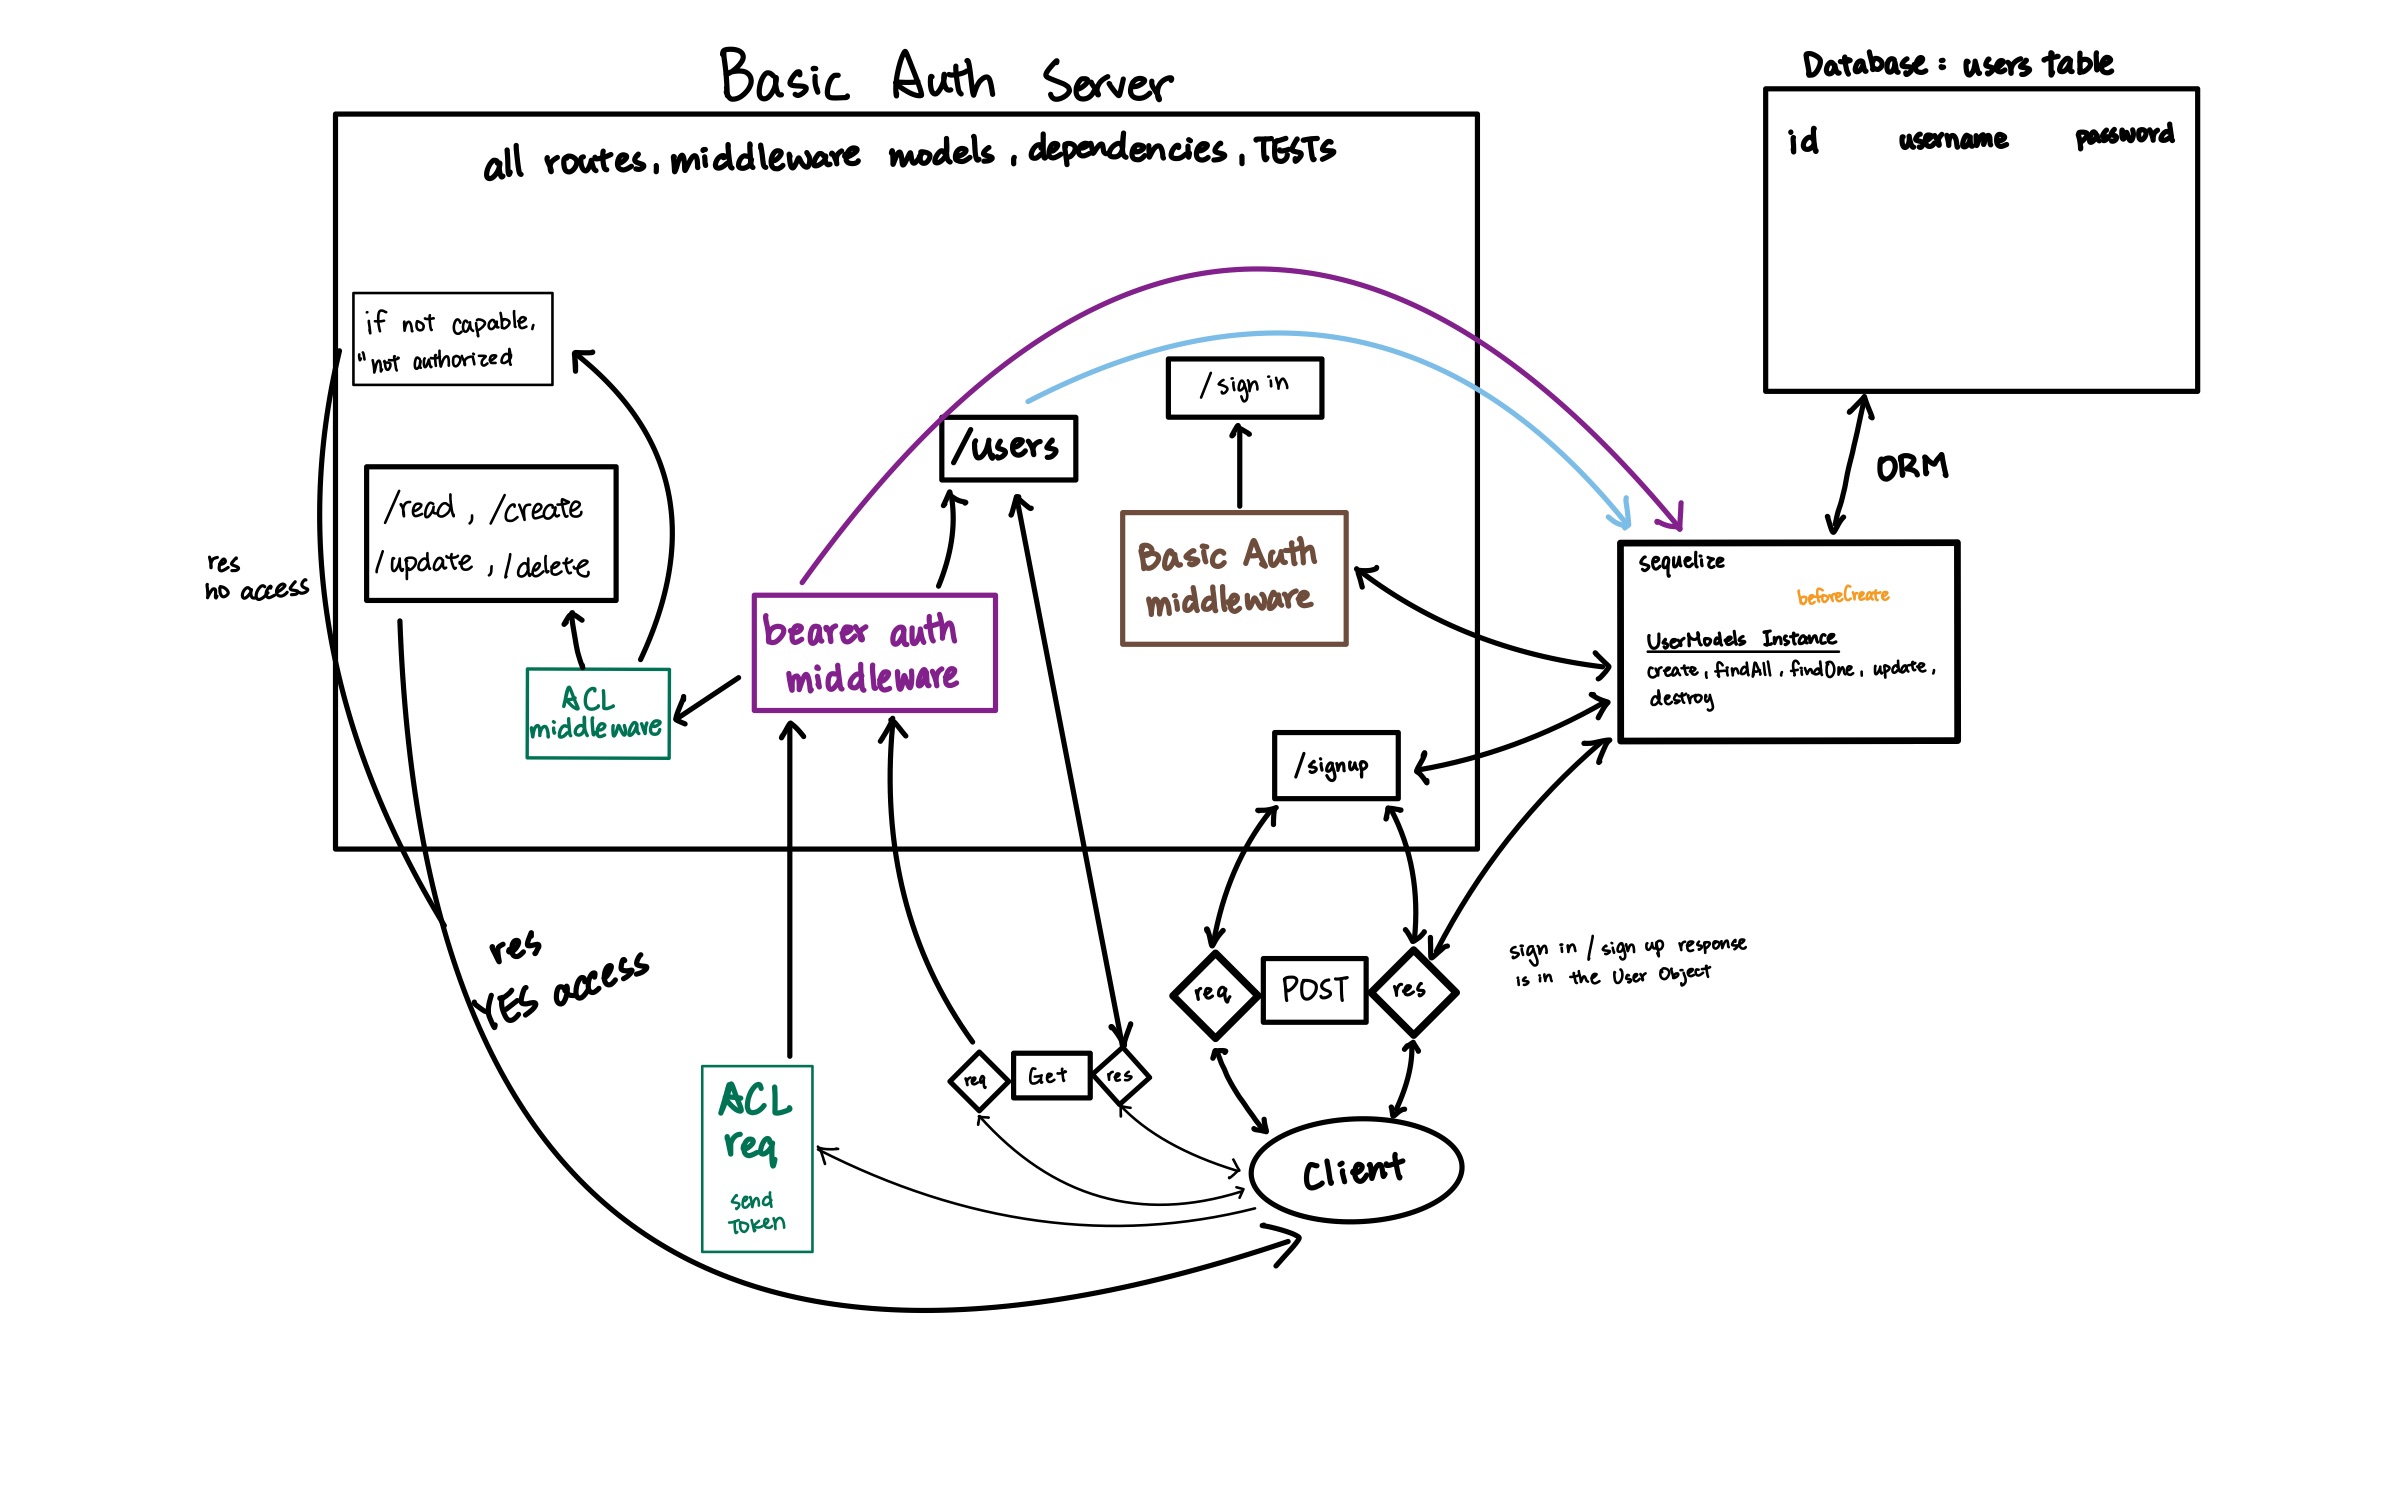 Basic Auth Server
all routes, middleware models, dependencies, TESTs
Database: users table
id username password
if not capable,
"not authorized
/sign in
/users
ORM
/read, /create
/update, /delete
res
no access
Basic Auth
middleware
sequelize
beforeCreate
UserModels Instance
create, findAll, findOne, update,
destroy
bearer auth
middleware
ACL
middleware
/signup
res
YES access
req
POST
res
sign in / sign up response
is in the User Object
req
Get
res
ACL
req
send
token
Client